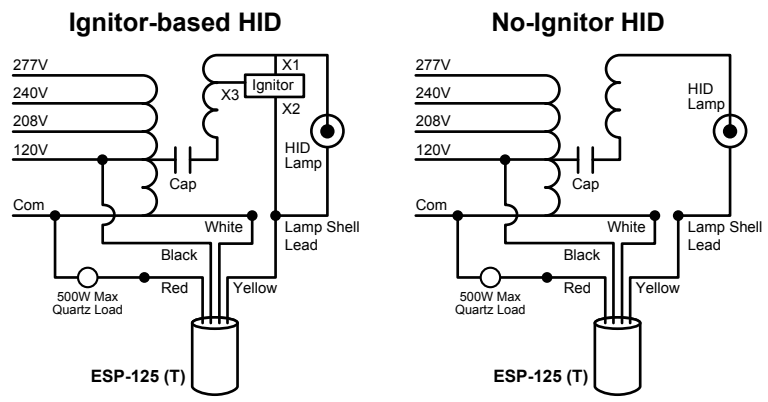 Ignitor-based HID
277V
240V
208V
120V
Com
X1
Ignitor
X3
X2
HID
Lamp
Cap
White
Lamp Shell
Lead
Black
Red
Yellow
500W Max
Quartz Load
ESP-125 (T)
No-Ignitor HID
277V
240V
208V
120V
Com
HID
Lamp
Cap
White
Lamp Shell
Lead
Black
Red
Yellow
500W Max
Quartz Load
ESP-125 (T)